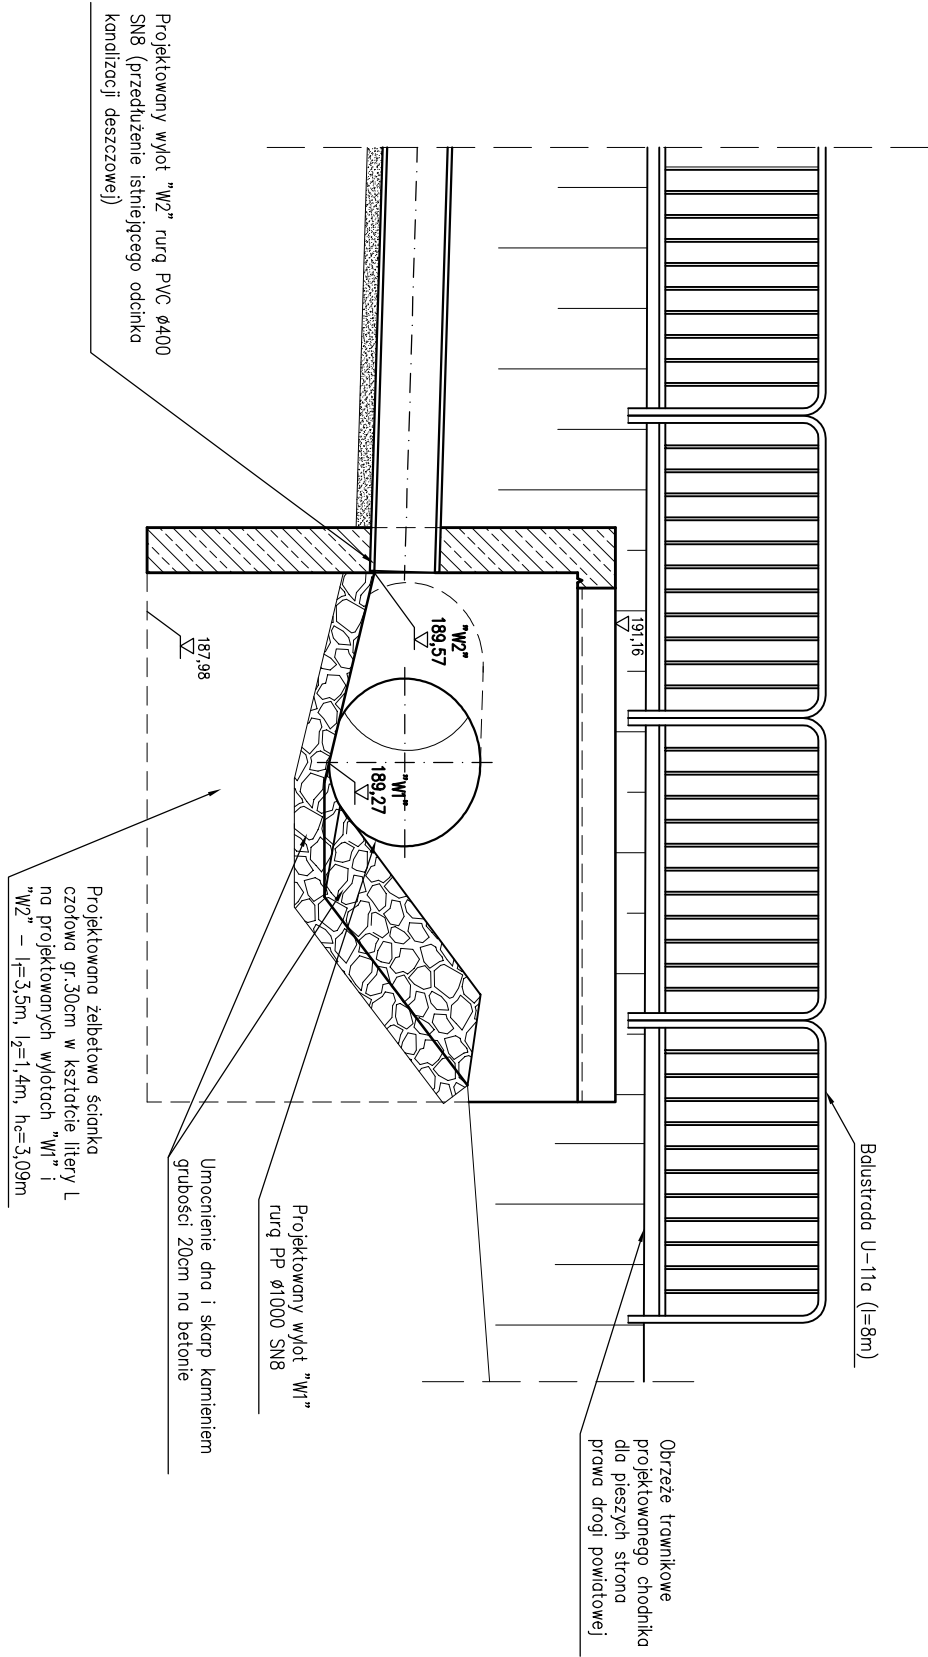 Balustrada U-11a (l=8m)
Obrzeże trawnikowe
projektowanego chodnika
dla pieszych strona
prawa drogi powiatowej
191,16
"W2"
189,57
"W1"
189,27
187,98
Projektowany wylot "W2" rurą PVC ø400
SN8 (przedłużenie istniejącego odcinka
kanalizacji deszczowej)
Projektowany wylot "W1"
rurą PP ø1000 SN8
Umocnienie dna i skarp kamieniem
grubości 20cm na betonie
Projektowana żelbetowa ścianka
czołowa gr.30cm w kształcie litery L
na projektowanych wylotach "W1" i
"W2" – l₁=3,5m, l₂=1,4m, hc=3,09m